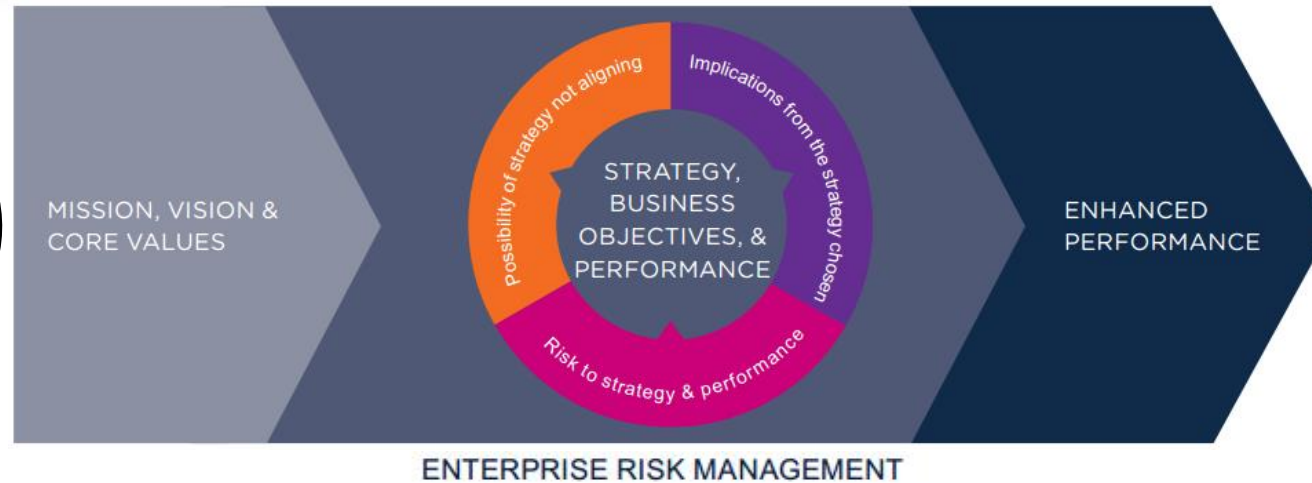 MISSION, VISION &
CORE VALUES
Possibility of strategy not aligning
Implications from the strategy chosen
STRATEGY,
BUSINESS
OBJECTIVES, &
PERFORMANCE
Risk to strategy & performance
ENHANCED
PERFORMANCE
ENTERPRISE RISK MANAGEMENT